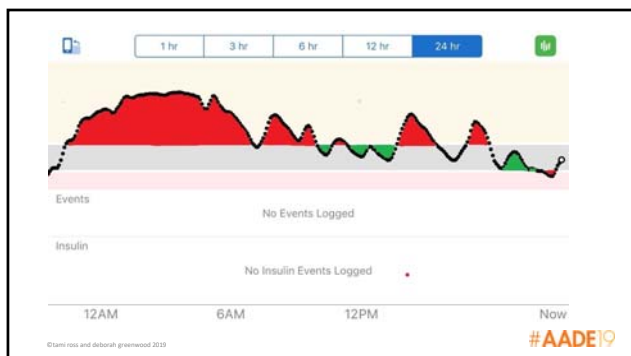 1 hr 3 hr 6 hr 12 hr 24 hr
Events
No Events Logged
Insulin
No Insulin Events Logged
12AM 6AM 12PM Now
©tami ross and deborah greenwood 2019
#AADE19